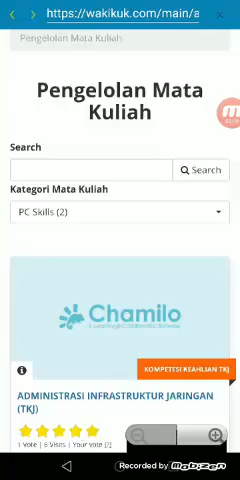 https://wakikuk.com/main/a
Pengelolan Mata Kuliah
Pengelolan Mata
Kuliah
Search
Search
Kategori Mata Kuliah
PC Skills (2)
Chamilo
KOMPETESI KEAHLIAN TKJ
ADMINISTRASI INFRASTRUKTUR JARINGAN
(TKJ)
1 Vote | 6 Visits | Your vote [?]
Recorded by Mobizen